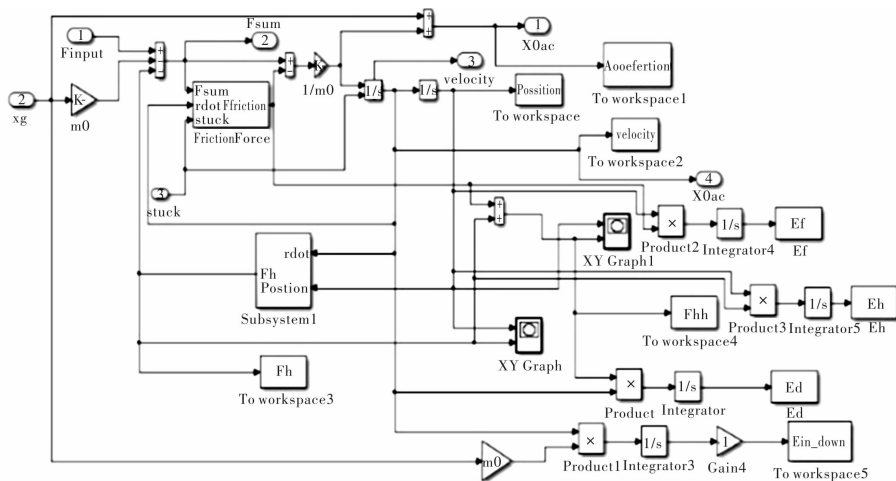 Fsum
1
2
1
Finput
X0ac
Aooefertion
To workspace1
K-
1/m0
3
velocity
Fsum
rdot Ffriction
stuck
FrictionForce
1/s
1/s
Possition
To workspace
2
xg
K-
m0
velocity
To workspace2
3
stuck
4
X0ac
×
Product2
1/s
Integrator4
Ef
Ef
XY Graph1
rdot
Fh
Postion
Subsystem1
×
Product3
1/s
Integrator5
Eh
Eh
Fhh
To workspace4
XY Graph
Fh
To workspace3
×
Product
1/s
Integrator
Ed
Ed
m0
×
Product1
1/s
Integrator3
1
Gain4
Ein_down
To workspace5